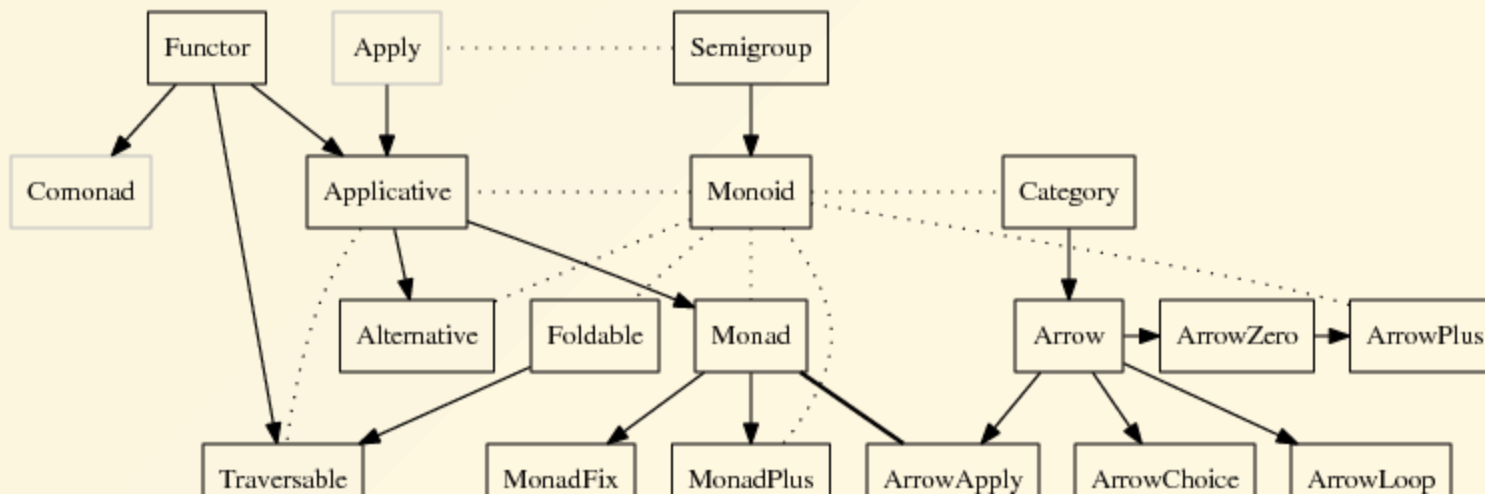 Functor
Apply
Semigroup
Comonad
Applicative
Monoid
Category
Alternative
Foldable
Monad
Arrow
ArrowZero
ArrowPlus
Traversable
MonadFix
MonadPlus
ArrowApply
ArrowChoice
ArrowLoop